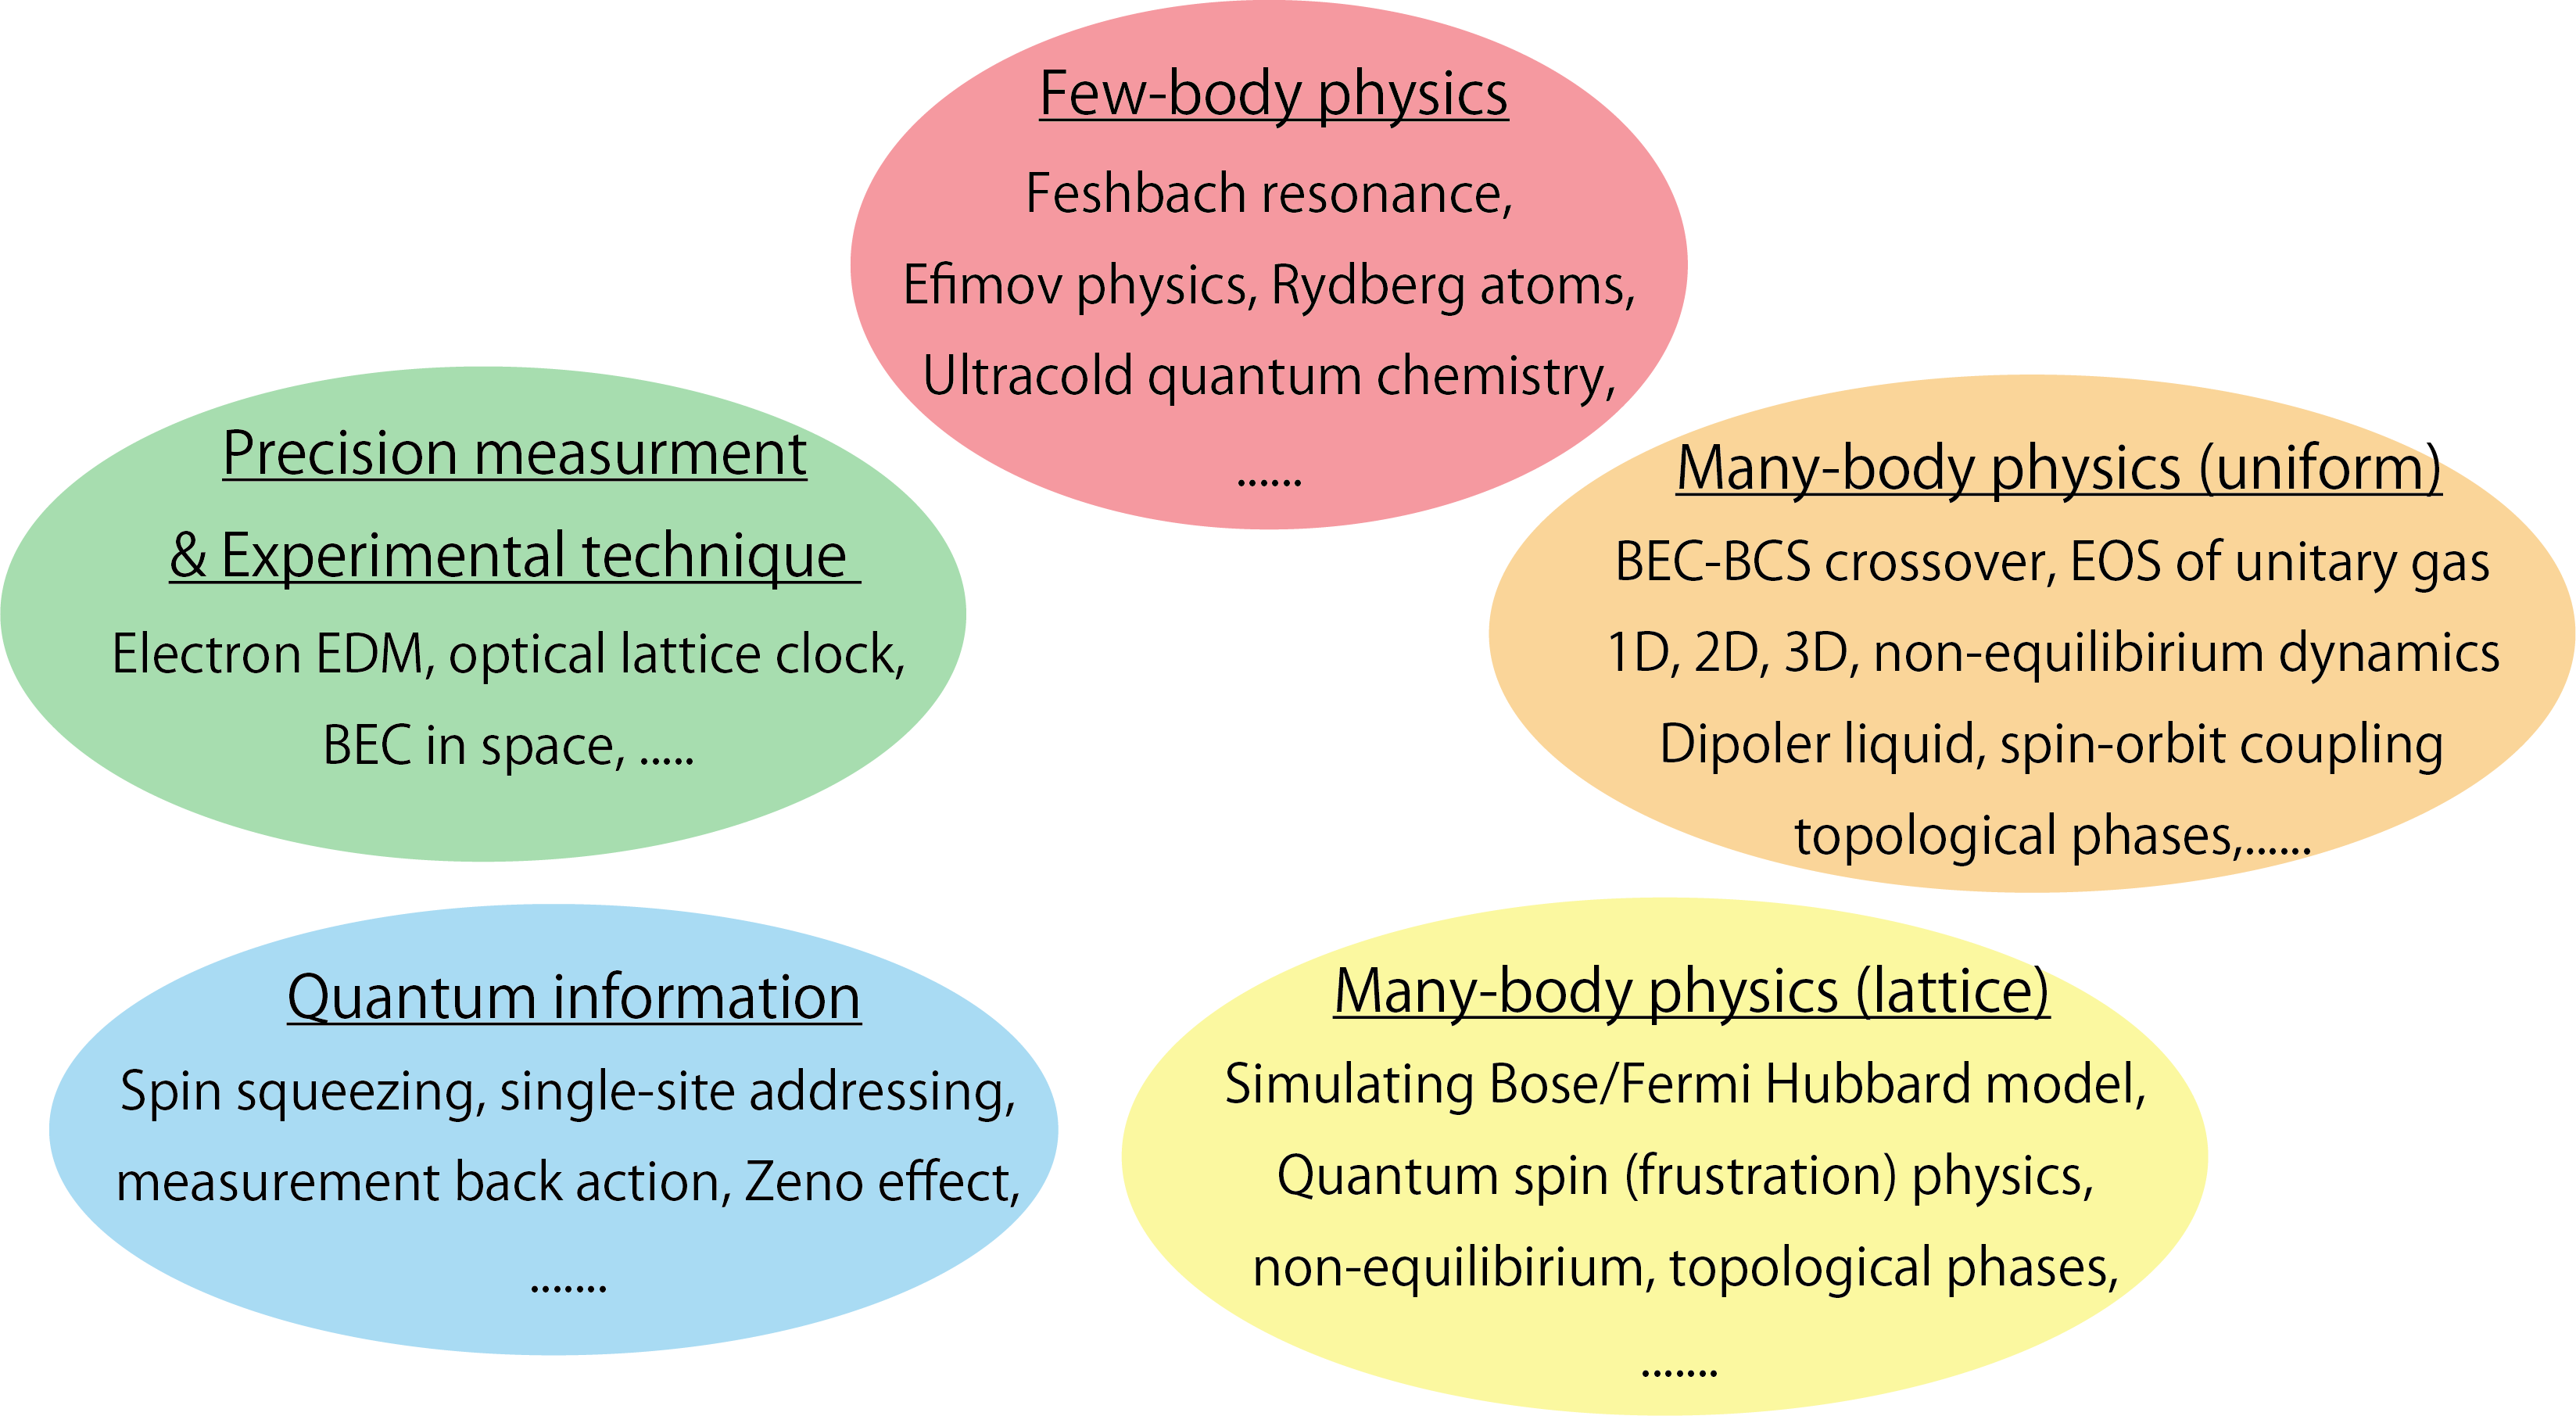 Few-body physics
Feshbach resonance,
Efimov physics, Rydberg atoms,
Ultracold quantum chemistry,
......
Precision measurment
& Experimental technique
Electron EDM, optical lattice clock,
BEC in space, .....
Many-body physics (uniform)
BEC-BCS crossover, EOS of unitary gas
1D, 2D, 3D, non-equilibirium dynamics
Dipoler liquid, spin-orbit coupling
topological phases,......
Quantum information
Spin squeezing, single-site addressing,
measurement back action, Zeno effect,
.......
Many-body physics (lattice)
Simulating Bose/Fermi Hubbard model,
Quantum spin (frustration) physics,
non-equilibirium, topological phases,
.......